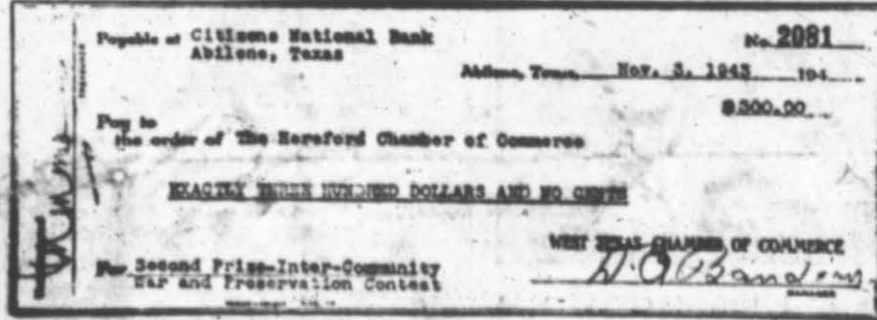 Payable at Citizens National Bank No. 2081
Abilene, Texas
Abilene, Texas, Nov. 3, 1943 194
$300.00
Pay to
the order of The Hereford Chamber of Commerce
EXACTLY THREE HUNDRED DOLLARS AND NO CENTS
WEST TEXAS CHAMBER OF COMMERCE
For Second Prize-Inter-Community
War and Preservation Contest
D. A. Bandeen
MANAGER